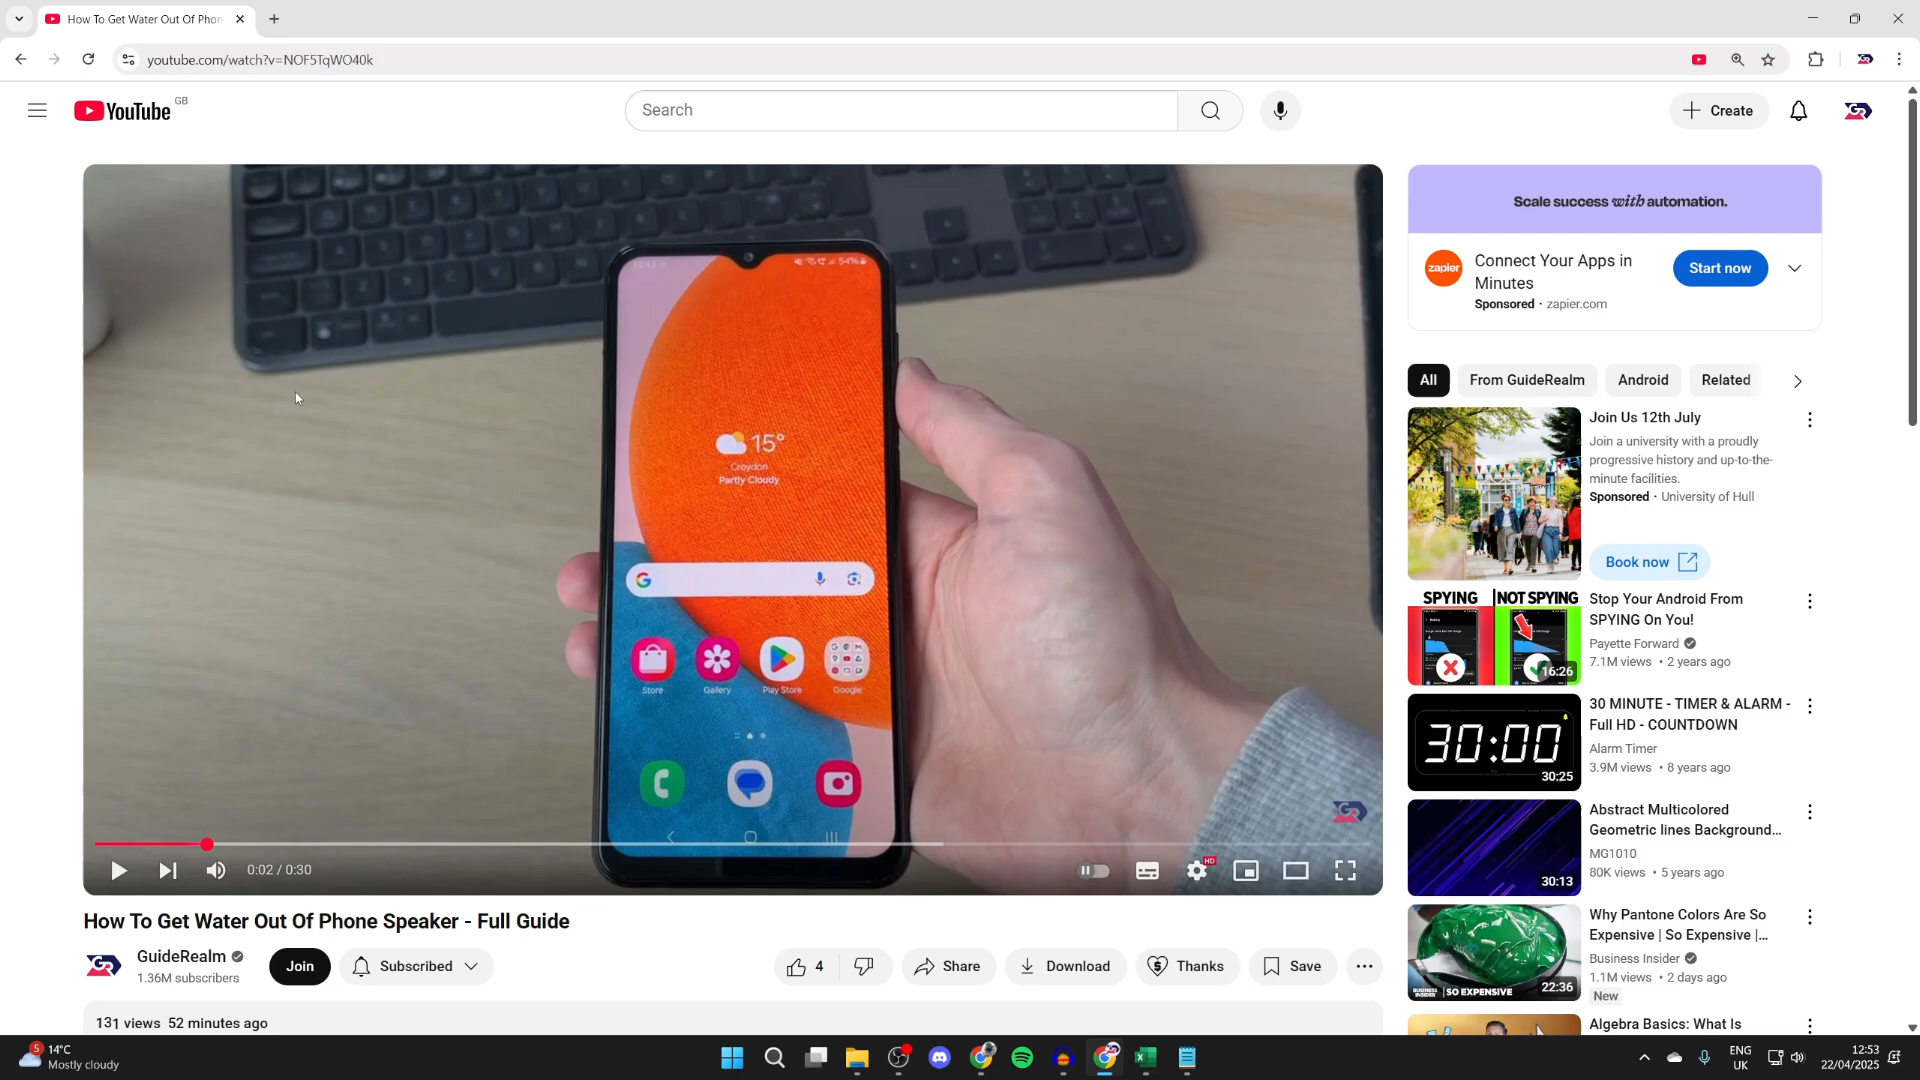 How To Get Water Out Of Phon
youtube.com/watch?v=NOF5TqWO40k
YouTube GB
Search
Create
54%
15°
Croydon
Partly Cloudy
Store
Gallery
Play Store
Google
0:02 / 0:30
HD
How To Get Water Out Of Phone Speaker - Full Guide
GuideRealm
1.36M subscribers
Join
Subscribed
4
Share
Download
Thanks
Save
131 views 52 minutes ago
Scale success with automation.
zapier
Connect Your Apps in
Minutes
Sponsored · zapier.com
Start now
All
From GuideRealm
Android
Related
Join Us 12th July
Join a university with a proudly
progressive history and up-to-the-
minute facilities.
Sponsored · University of Hull
Book now
SPYING
NOT SPYING
16:26
Stop Your Android From
SPYING On You!
Payette Forward
7.1M views • 2 years ago
30:00
30:25
30 MINUTE - TIMER & ALARM -
Full HD - COUNTDOWN
Alarm Timer
3.9M views • 8 years ago
30:13
Abstract Multicolored
Geometric lines Background...
MG1010
80K views • 5 years ago
BUSINESS INSIDER | SO EXPENSIVE
22:36
Why Pantone Colors Are So
Expensive | So Expensive |...
Business Insider
1.1M views • 2 days ago
New
Algebra Basics: What Is
5
14°C
Mostly cloudy
ENG
UK
12:53
22/04/2025